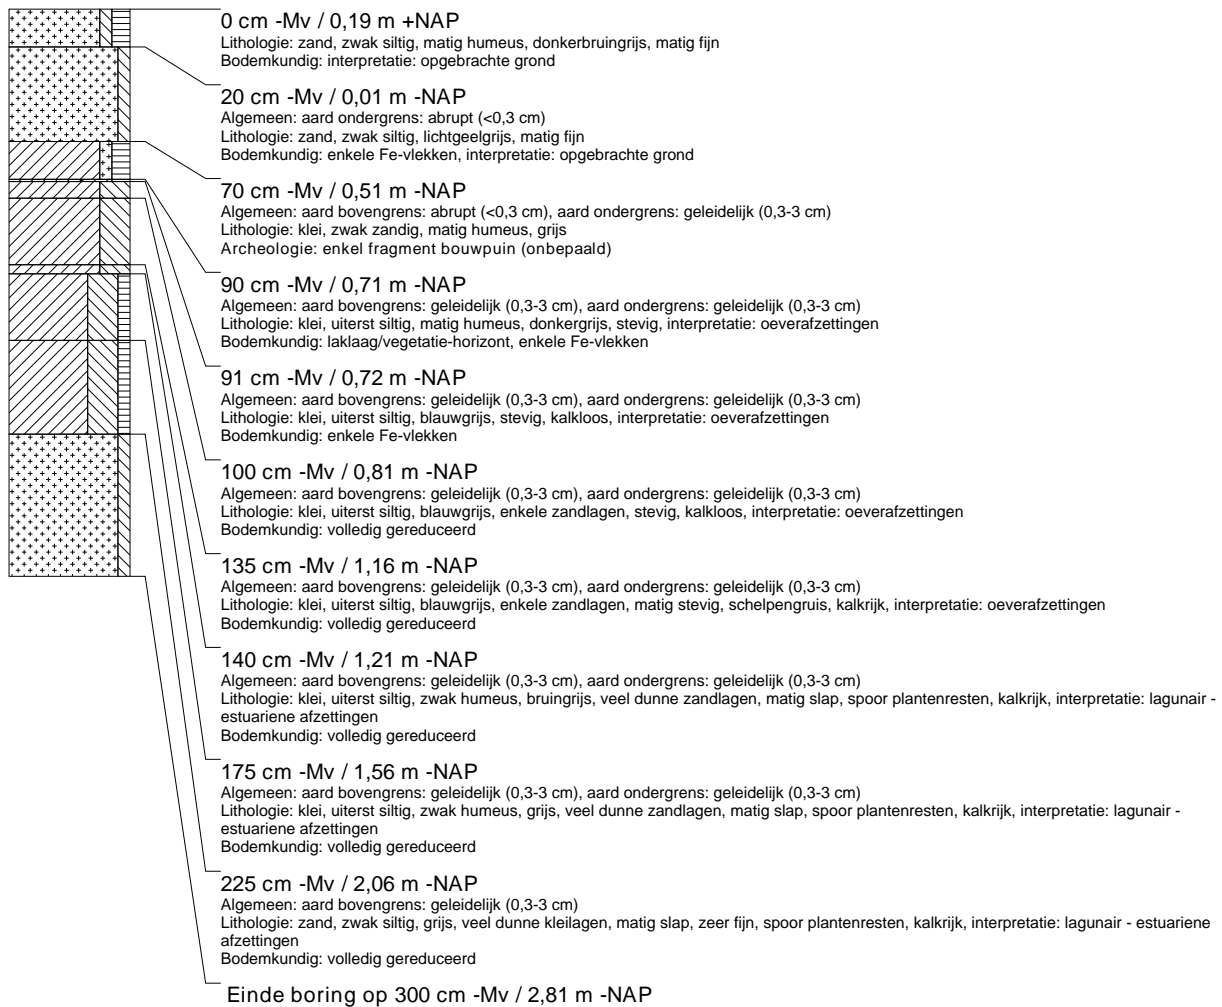 0 cm -Mv / 0,19 m +NAP
Lithologie: zand, zwak siltig, matig humeus, donkerbruingrijs, matig fijn
Bodemkundig: interpretatie: opgebrachte grond
20 cm -Mv / 0,01 m -NAP
Algemeen: aard ondergrens: abrupt (<0,3 cm)
Lithologie: zand, zwak siltig, lichtgeelgrijs, matig fijn
Bodemkundig: enkele Fe-vlekken, interpretatie: opgebrachte grond
70 cm -Mv / 0,51 m -NAP
Algemeen: aard bovengrens: abrupt (<0,3 cm), aard ondergrens: geleidelijk (0,3-3 cm)
Lithologie: klei, zwak zandig, matig humeus, grijs
Archeologie: enkel fragment bouwpuin (onbepaald)
90 cm -Mv / 0,71 m -NAP
Algemeen: aard bovengrens: geleidelijk (0,3-3 cm), aard ondergrens: geleidelijk (0,3-3 cm)
Lithologie: klei, uiterst siltig, matig humeus, donkergrijs, stevig, interpretatie: oeverafzettingen
Bodemkundig: laklaag/vegetatie-horizont, enkele Fe-vlekken
91 cm -Mv / 0,72 m -NAP
Algemeen: aard bovengrens: geleidelijk (0,3-3 cm), aard ondergrens: geleidelijk (0,3-3 cm)
Lithologie: klei, uiterst siltig, blauwgrijs, stevig, kalkloos, interpretatie: oeverafzettingen
Bodemkundig: enkele Fe-vlekken
100 cm -Mv / 0,81 m -NAP
Algemeen: aard bovengrens: geleidelijk (0,3-3 cm), aard ondergrens: geleidelijk (0,3-3 cm)
Lithologie: klei, uiterst siltig, blauwgrijs, enkele zandlagen, stevig, kalkloos, interpretatie: oeverafzettingen
Bodemkundig: volledig gereduceerd
135 cm -Mv / 1,16 m -NAP
Algemeen: aard bovengrens: geleidelijk (0,3-3 cm), aard ondergrens: geleidelijk (0,3-3 cm)
Lithologie: klei, uiterst siltig, blauwgrijs, enkele zandlagen, matig stevig, schelpengruis, kalkrijk, interpretatie: oeverafzettingen
Bodemkundig: volledig gereduceerd
140 cm -Mv / 1,21 m -NAP
Algemeen: aard bovengrens: geleidelijk (0,3-3 cm), aard ondergrens: geleidelijk (0,3-3 cm)
Lithologie: klei, uiterst siltig, zwak humeus, bruingrijs, veel dunne zandlagen, matig slap, spoor plantenresten, kalkrijk, interpretatie: lagunair -
estuariene afzettingen
Bodemkundig: volledig gereduceerd
175 cm -Mv / 1,56 m -NAP
Algemeen: aard bovengrens: geleidelijk (0,3-3 cm), aard ondergrens: geleidelijk (0,3-3 cm)
Lithologie: klei, uiterst siltig, zwak humeus, grijs, veel dunne zandlagen, matig slap, spoor plantenresten, kalkrijk, interpretatie: lagunair -
estuariene afzettingen
Bodemkundig: volledig gereduceerd
225 cm -Mv / 2,06 m -NAP
Algemeen: aard bovengrens: geleidelijk (0,3-3 cm)
Lithologie: zand, zwak siltig, grijs, veel dunne kleilagen, matig slap, zeer fijn, spoor plantenresten, kalkrijk, interpretatie: lagunair - estuariene
afzettingen
Bodemkundig: volledig gereduceerd
Einde boring op 300 cm -Mv / 2,81 m -NAP